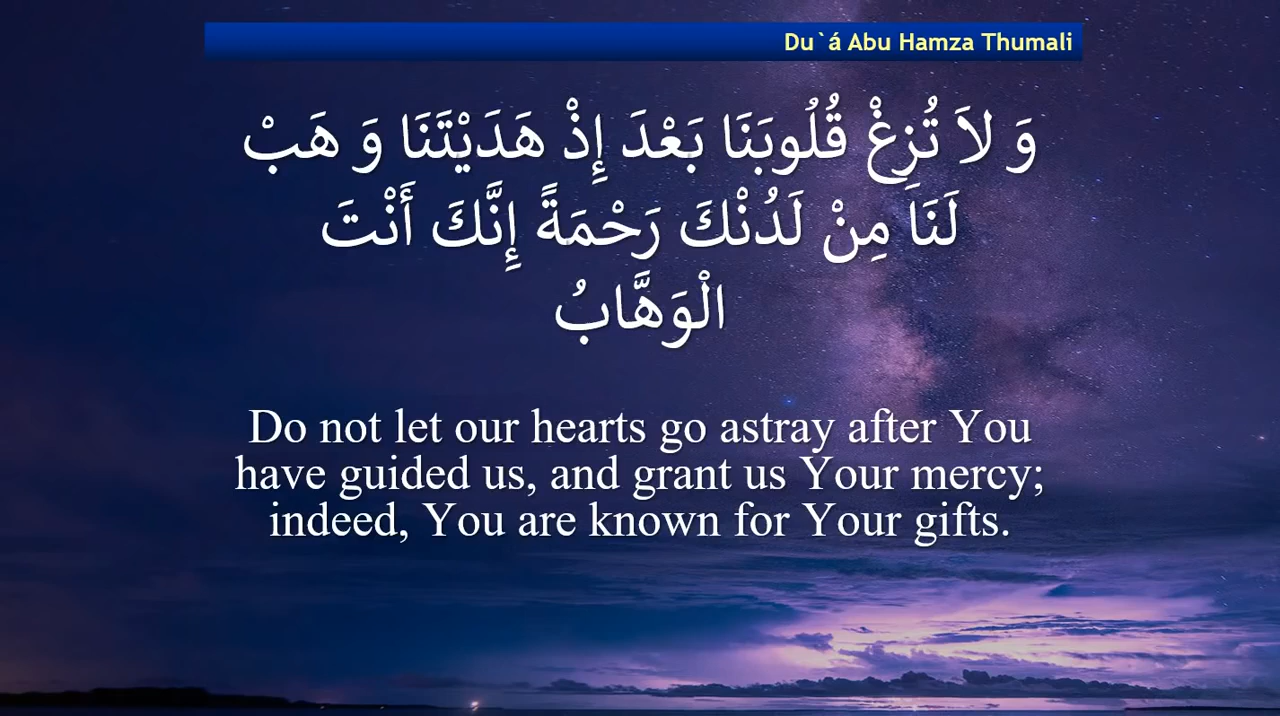 Du`á Abu Hamza Thumali
وَ لاَ تُزِغْ قُلُوبَنَا بَعْدَ إِذْ هَدَيْتَنَا وَ هَبْ
لَنَا مِنْ لَدُنْكَ رَحْمَةً إِنَّكَ أَنْتَ
الْوَهَّابُ
Do not let our hearts go astray after You
have guided us, and grant us Your mercy;
indeed, You are known for Your gifts.